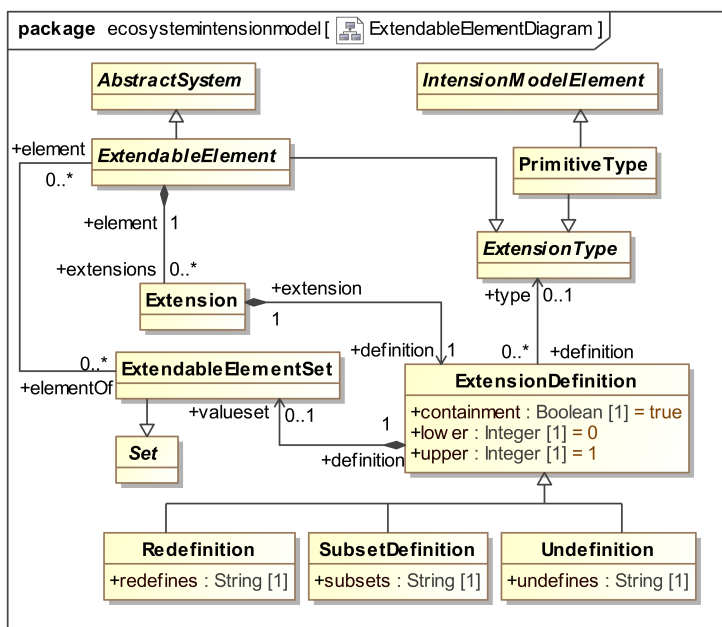 package ecosystemintensionmodel[ ExtendableElementDiagram ]
AbstractSystem
IntensionModelElement
+element
ExtendableElement
PrimitiveType
0..*
+element
1
ExtensionType
+extensions
0..*
+type
0..1
Extension
+extension
1
+definition
1
0..*
+definition
0..*
+elementOf
ExtendableElementSet
ExtensionDefinition
+containment : Boolean [1] = true
+lower : Integer [1] = 0
+upper : Integer [1] = 1
+valueset
0..1
1
+definition
Set
Redefinition
+redefines : String [1]
SubsetDefinition
+subsets : String [1]
Undefinition
+undefines : String [1]